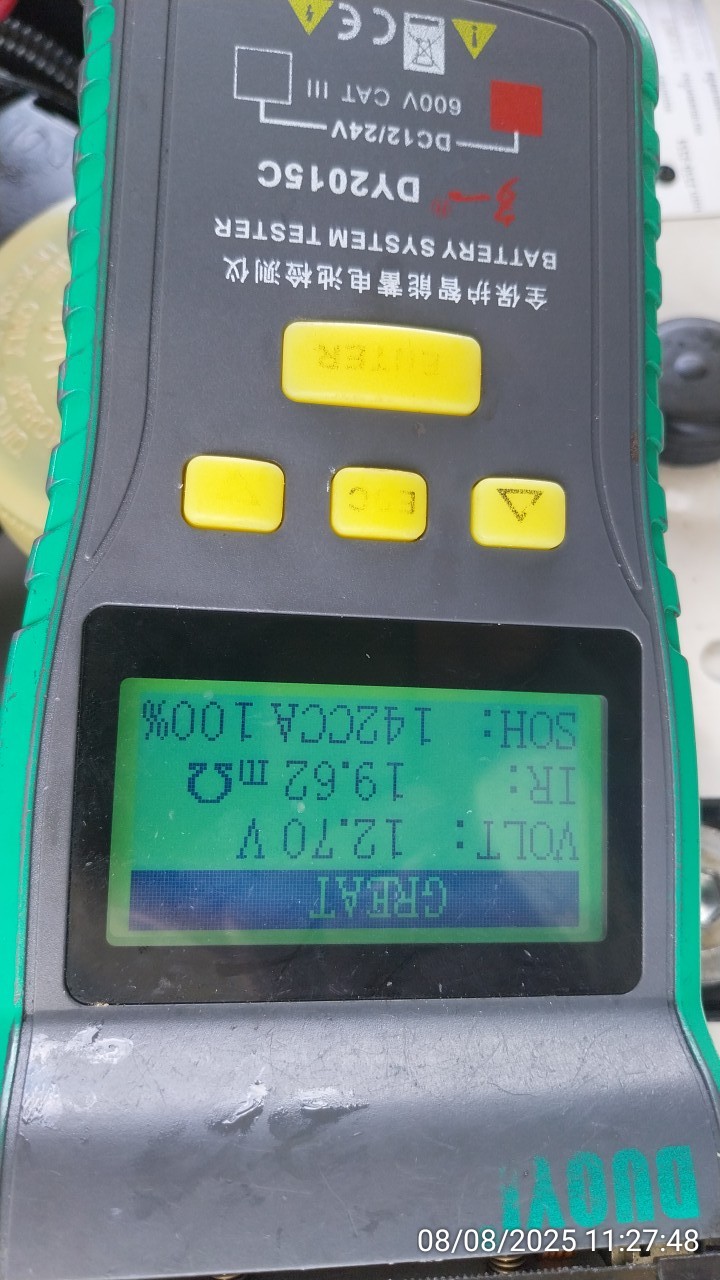 DUOYI
GREAT
VOLT: 12.70 V
IR: 19.62 mΩ
SOH: 142CCA 100%
ESC
ENTER
全保护智能蓄电池检测仪
BATTERY SYSTEM TESTER
DY2015C
DC12/24V
600V CAT III
CE
08/08/2025 11:27:48